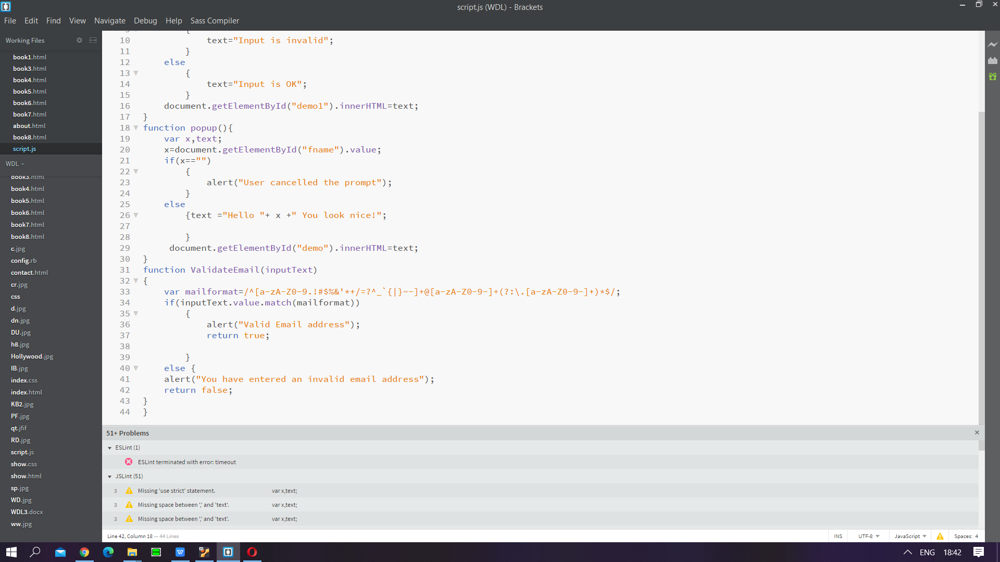 script.js (WDL) - Brackets
File Edit Find View Navigate Debug Help Sass Compiler
Working Files
book1.html
book3.html
book4.html
book5.html
book6.html
book7.html
about.html
book8.html
script.js
WDL
book3.html
book4.html
book5.html
book6.html
book7.html
book8.html
c.jpg
config.rb
contact.html
cr.jpg
css
d.jpg
dn.jpg
DU.jpg
h8.jpg
Hollywood.jpg
IB.jpg
index.css
index.html
KB2.jpg
PF.jpg
qt.jfif
RD.jpg
script.js
show.css
show.html
sp.jpg
WD.jpg
WDL3.docx
ww.jpg
9 {
10 text="Input is invalid";
11 }
12 else
13 {
14 text="Input is OK";
15 }
16 document.getElementById("demo1").innerHTML=text;
17 }
18 function popup(){
19 var x,text;
20 x=document.getElementById("fname").value;
21 if(x=="")
22 {
23 alert("User cancelled the prompt");
24 }
25 else
26 {text ="Hello "+ x +" You look nice!";
27
28 }
29 document.getElementById("demo").innerHTML=text;
30 }
31 function ValidateEmail(inputText)
32 {
33 var mailformat=/^[a-zA-Z0-9.!#$%&'*+/=?^_`{|}~-]+@[a-zA-Z0-9-]+(?:\.[a-zA-Z0-9-]+)*$/;
34 if(inputText.value.match(mailformat))
35 {
36 alert("Valid Email address");
37 return true;
38
39 }
40 else {
41 alert("You have entered an invalid email address");
42 return false;
43 }
44 }
51+ Problems
ESLint (1)
ESLint terminated with error: timeout
JSLint (51)
3 Missing 'use strict' statement. var x,text;
3 Missing space between ',' and 'text'. var x,text;
3 Missing space between ',' and 'text'. var x,text;
Line 42, Column 18 — 44 Lines
INS UTF-8 JavaScript Spaces: 4
ENG 18:42